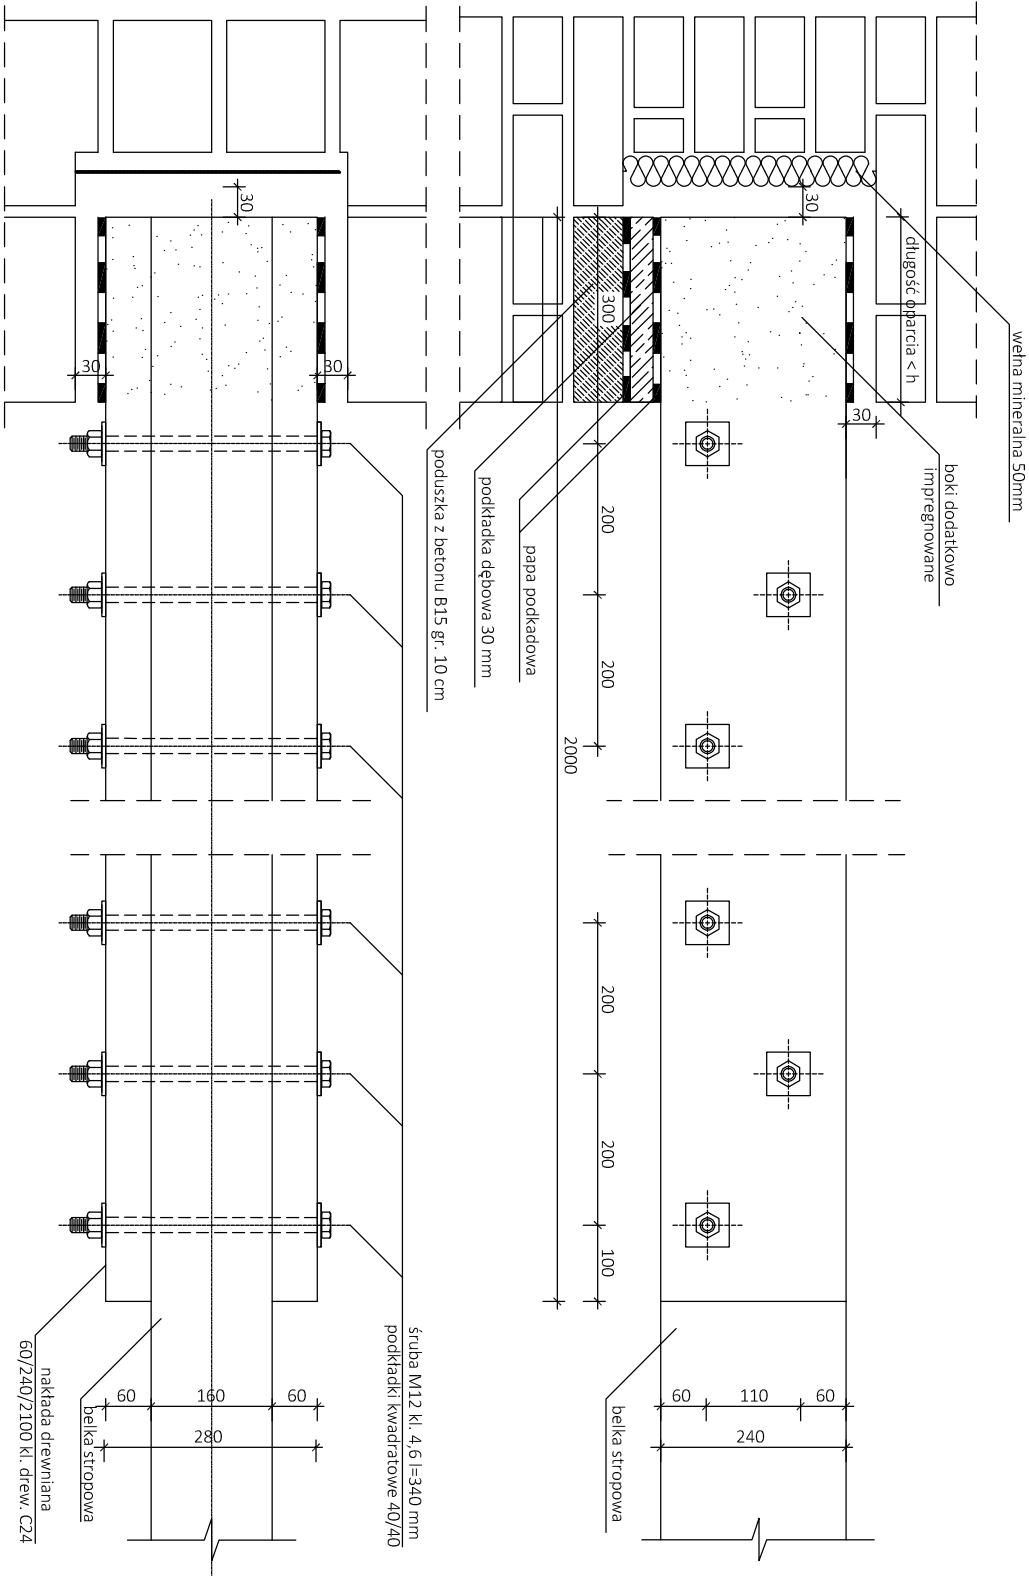 wełna mineralna 50mm
boki dodatkowo
impregnowane
długość oparcia < h
30
30
300
200
200
200
200
100
2000
papa podkadowa
podkładka dębowa 30 mm
poduszka z betonu B15 gr. 10 cm
60
110
60
240
belka stropowa
30
30
30
śruba M12 kl. 4,6 l=340 mm
podkładki kwadratowe 40/40
60
160
60
280
belka stropowa
nakłada drewniana
60/240/2100 kl. drew. C24